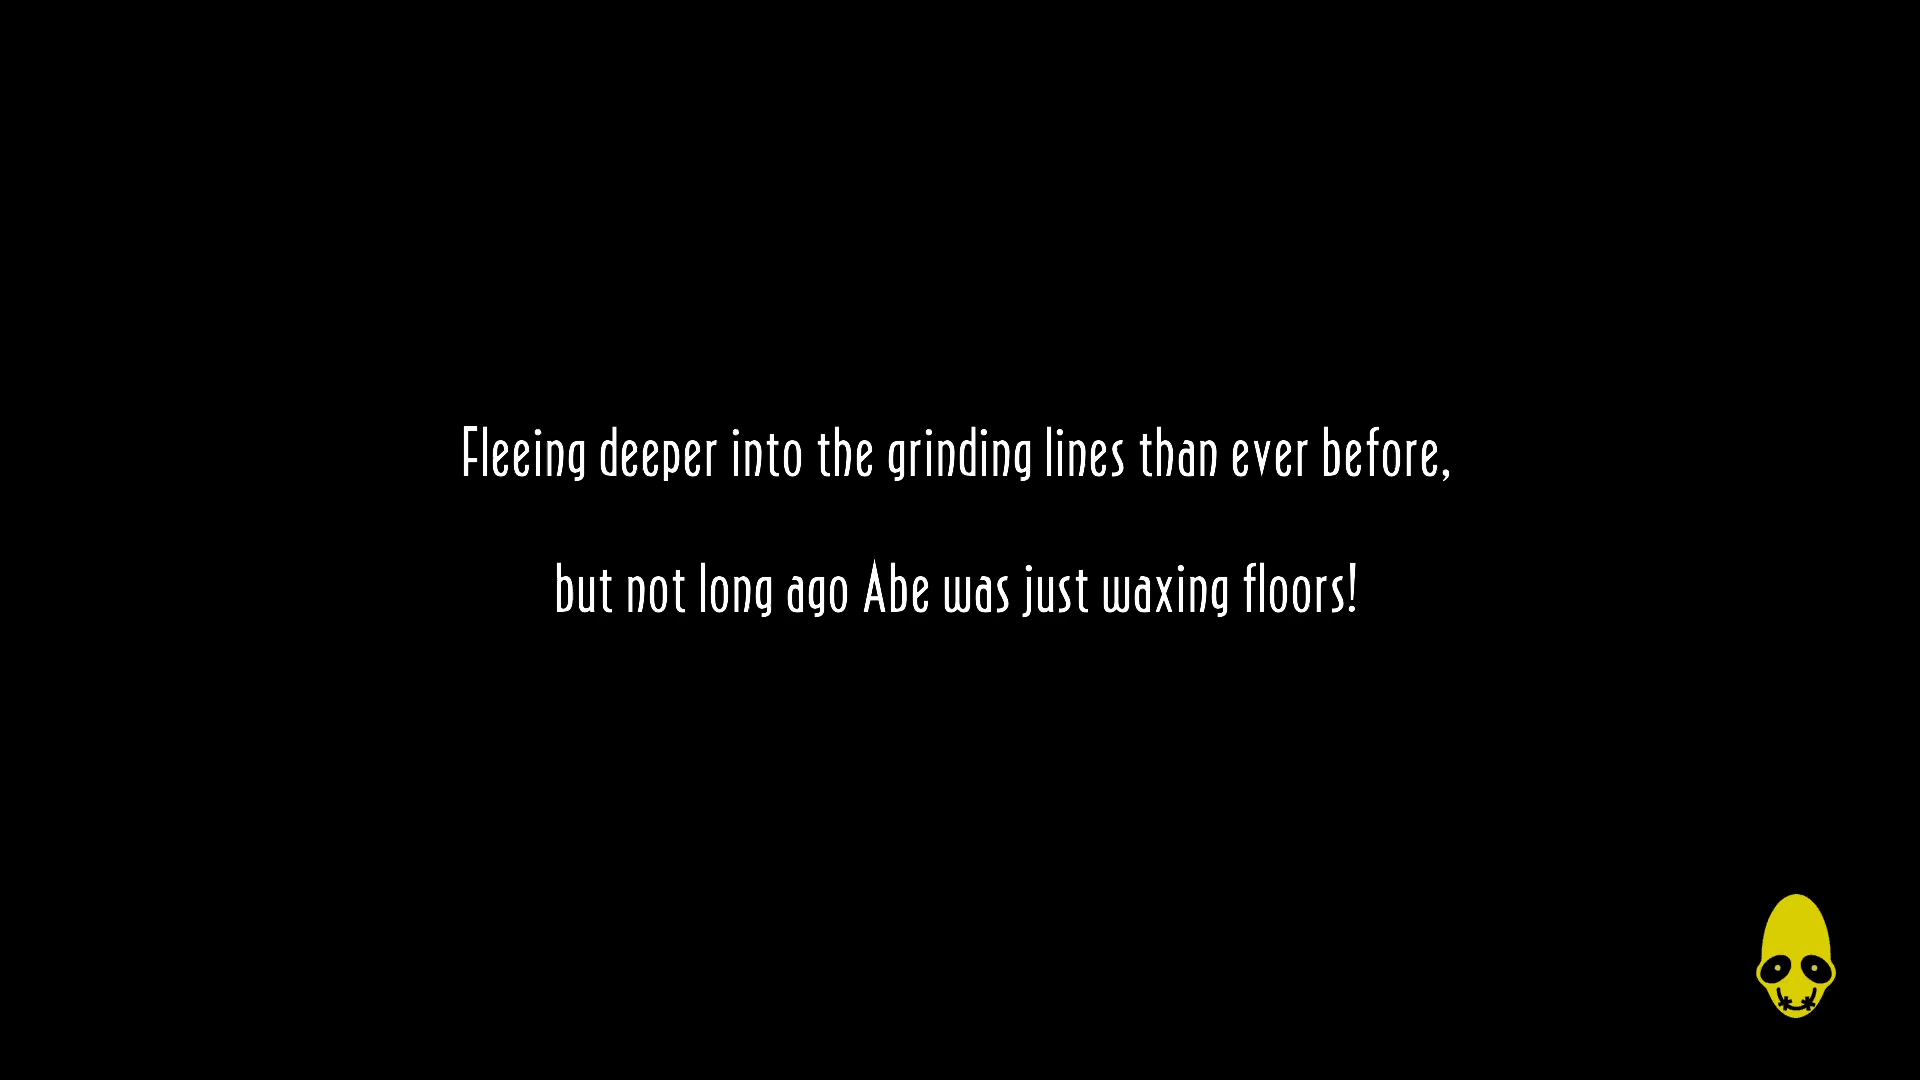 Fleeing deeper into the grinding lines than ever before,
but not long ago Abe was just waxing floors!